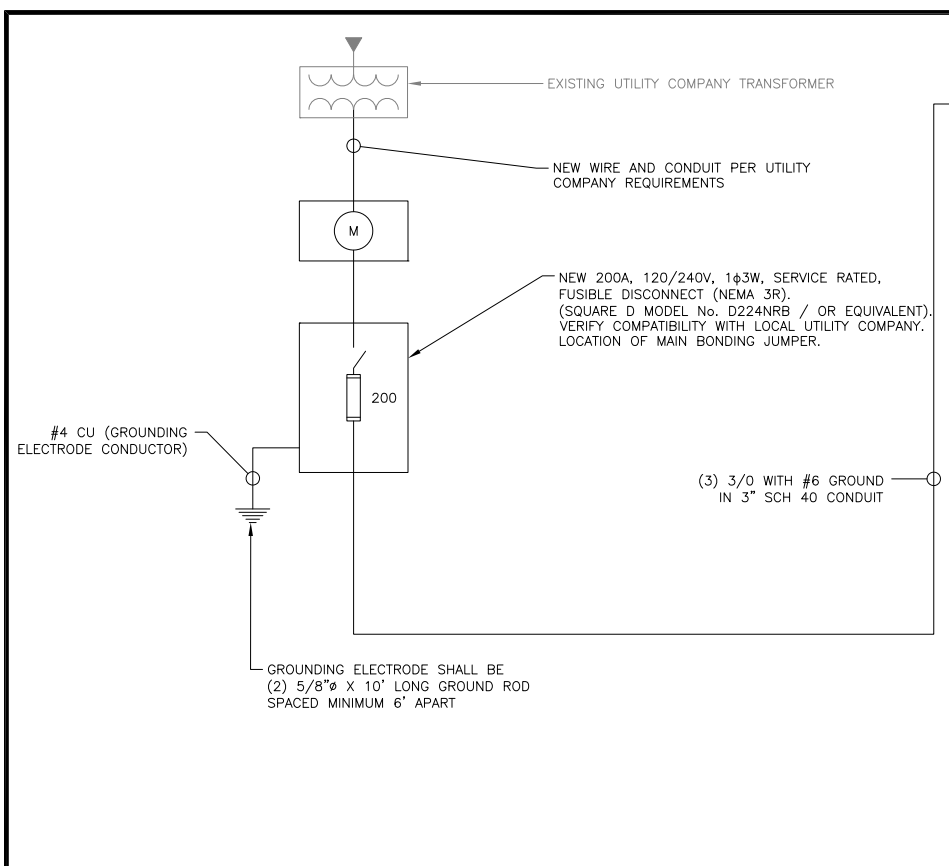 EXISTING UTILITY COMPANY TRANSFORMER
NEW WIRE AND CONDUIT PER UTILITY
COMPANY REQUIREMENTS
M
NEW 200A, 120/240V, 1ϕ3W, SERVICE RATED,
FUSIBLE DISCONNECT (NEMA 3R).
(SQUARE D MODEL No. D224NRB / OR EQUIVALENT).
VERIFY COMPATIBILITY WITH LOCAL UTILITY COMPANY.
LOCATION OF MAIN BONDING JUMPER.
200
#4 CU (GROUNDING
ELECTRODE CONDUCTOR)
(3) 3/0 WITH #6 GROUND
IN 3" SCH 40 CONDUIT
GROUNDING ELECTRODE SHALL BE
(2) 5/8"ø X 10' LONG GROUND ROD
SPACED MINIMUM 6' APART